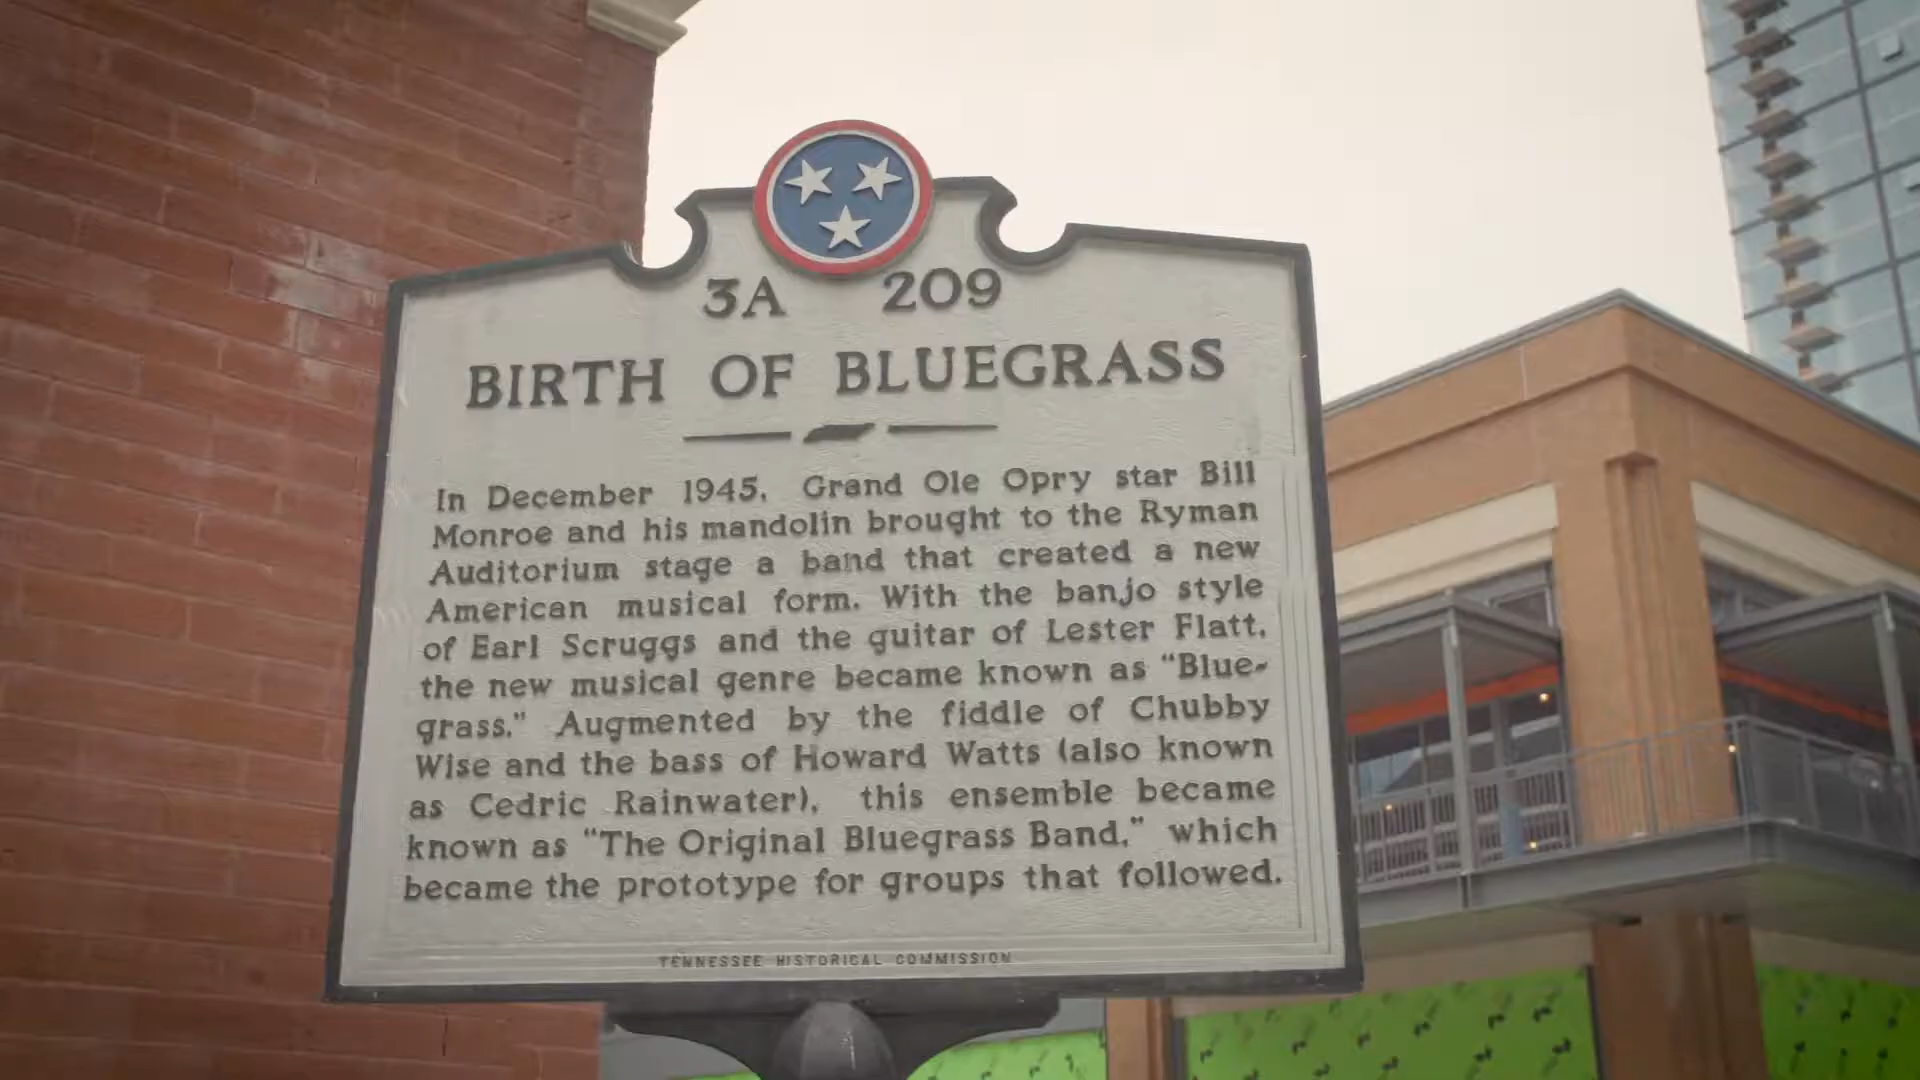 3A 209
BIRTH OF BLUEGRASS
In December 1945, Grand Ole Opry star Bill
Monroe and his mandolin brought to the Ryman
Auditorium stage a band that created a new
American musical form. With the banjo style
of Earl Scruggs and the guitar of Lester Flatt,
the new musical genre became known as "Blue-
grass." Augmented by the fiddle of Chubby
Wise and the bass of Howard Watts (also known
as Cedric Rainwater), this ensemble became
known as "The Original Bluegrass Band," which
became the prototype for groups that followed.
TENNESSEE HISTORICAL COMMISSION